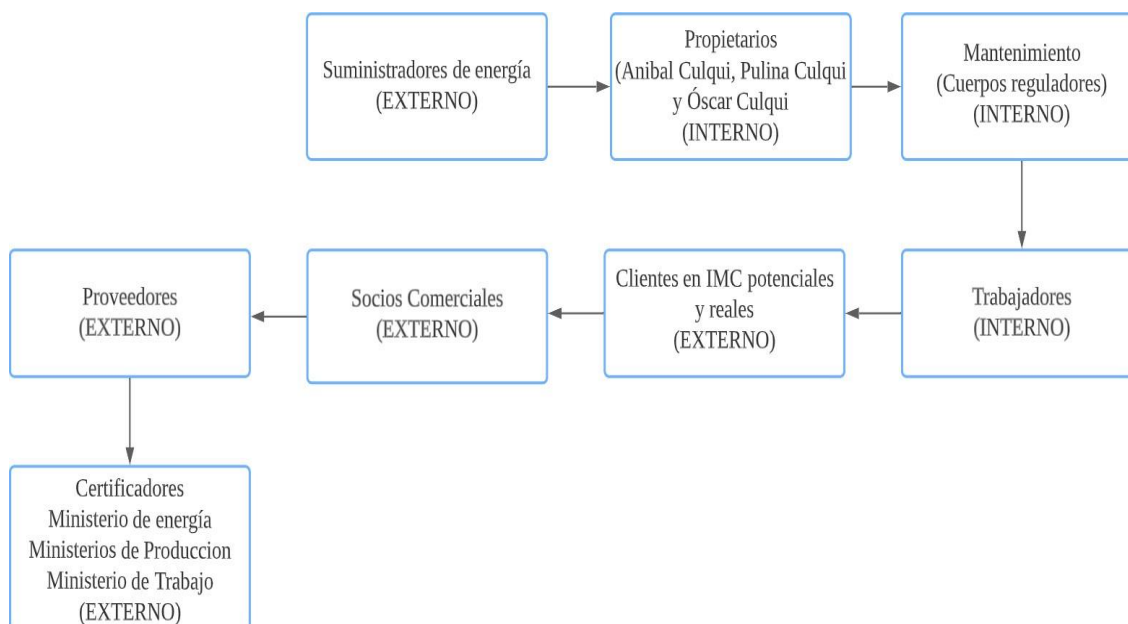 Suministradores de energía
(EXTERNO)
Propietarios
(Anibal Culqui, Pulina Culqui
y Óscar Culqui
(INTERNO)
Mantenimiento
(Cuerpos reguladores)
(INTERNO)
Trabajadores
(INTERNO)
Clientes en IMC potenciales
y reales
(EXTERNO)
Socios Comerciales
(EXTERNO)
Proveedores
(EXTERNO)
Certificadores
Ministerio de energía
Ministerios de Produccion
Ministerio de Trabajo
(EXTERNO)